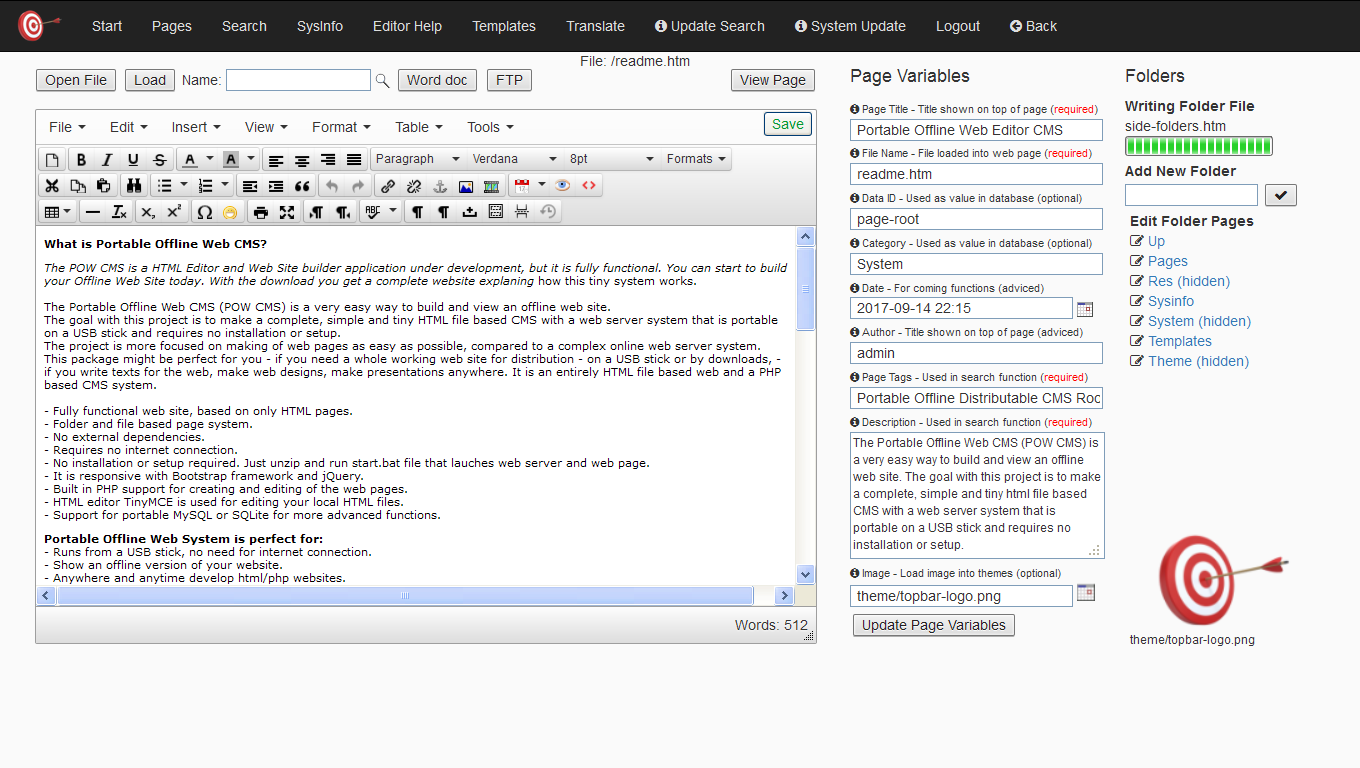 Start Pages Search SysInfo Editor Help Templates Translate Update Search System Update Logout Back
File: /readme.htm
Open File Load Name: Word doc FTP View Page
File Edit Insert View Format Table Tools Save
Paragraph Verdana 8pt Formats
What is Portable Offline Web CMS?
The POW CMS is a HTML Editor and Web Site builder application under development, but it is fully functional. You can start to build
your Offline Web Site today. With the download you get a complete website explaning how this tiny system works.
The Portable Offline Web CMS (POW CMS) is a very easy way to build and view an offline web site.
The goal with this project is to make a complete, simple and tiny HTML file based CMS with a web server system that is portable
on a USB stick and requires no installation or setup.
The project is more focused on making of web pages as easy as possible, compared to a complex online web server system.
This package might be perfect for you - if you need a whole working web site for distribution - on a USB stick or by downloads, -
if you write texts for the web, make web designs, make presentations anywhere. It is an entirely HTML file based web and a PHP
based CMS system.
- Fully functional web site, based on only HTML pages.
- Folder and file based page system.
- No external dependencies.
- Requires no internet connection.
- No installation or setup required. Just unzip and run start.bat file that lauches web server and web page.
- It is responsive with Bootstrap framework and jQuery.
- Built in PHP support for creating and editing of the web pages.
- HTML editor TinyMCE is used for editing your local HTML files.
- Support for portable MySQL or SQLite for more advanced functions.
Portable Offline Web System is perfect for:
- Runs from a USB stick, no need for internet connection.
- Show an offline version of your website.
- Anywhere and anytime develop html/php websites.
Words: 512
Page Variables
Page Title - Title shown on top of page (required)
Portable Offline Web Editor CMS
File Name - File loaded into web page (required)
readme.htm
Data ID - Used as value in database (optional)
page-root
Category - Used as value in database (optional)
System
Date - For coming functions (adviced)
2017-09-14 22:15
Author - Title shown on top of page (adviced)
admin
Page Tags - Used in search function (required)
Portable Offline Distributable CMS Roc
Description - Used in search function (required)
The Portable Offline Web CMS (POW CMS) is
a very easy way to build and view an offline
web site. The goal with this project is to make
a complete, simple and tiny html file based
CMS with a web server system that is
portable on a USB stick and requires no
installation or setup.
Image - Load image into themes (optional)
theme/topbar-logo.png
Update Page Variables
Folders
Writing Folder File
side-folders.htm
Add New Folder
Edit Folder Pages
Up
Pages
Res (hidden)
Sysinfo
System (hidden)
Templates
Theme (hidden)
theme/topbar-logo.png